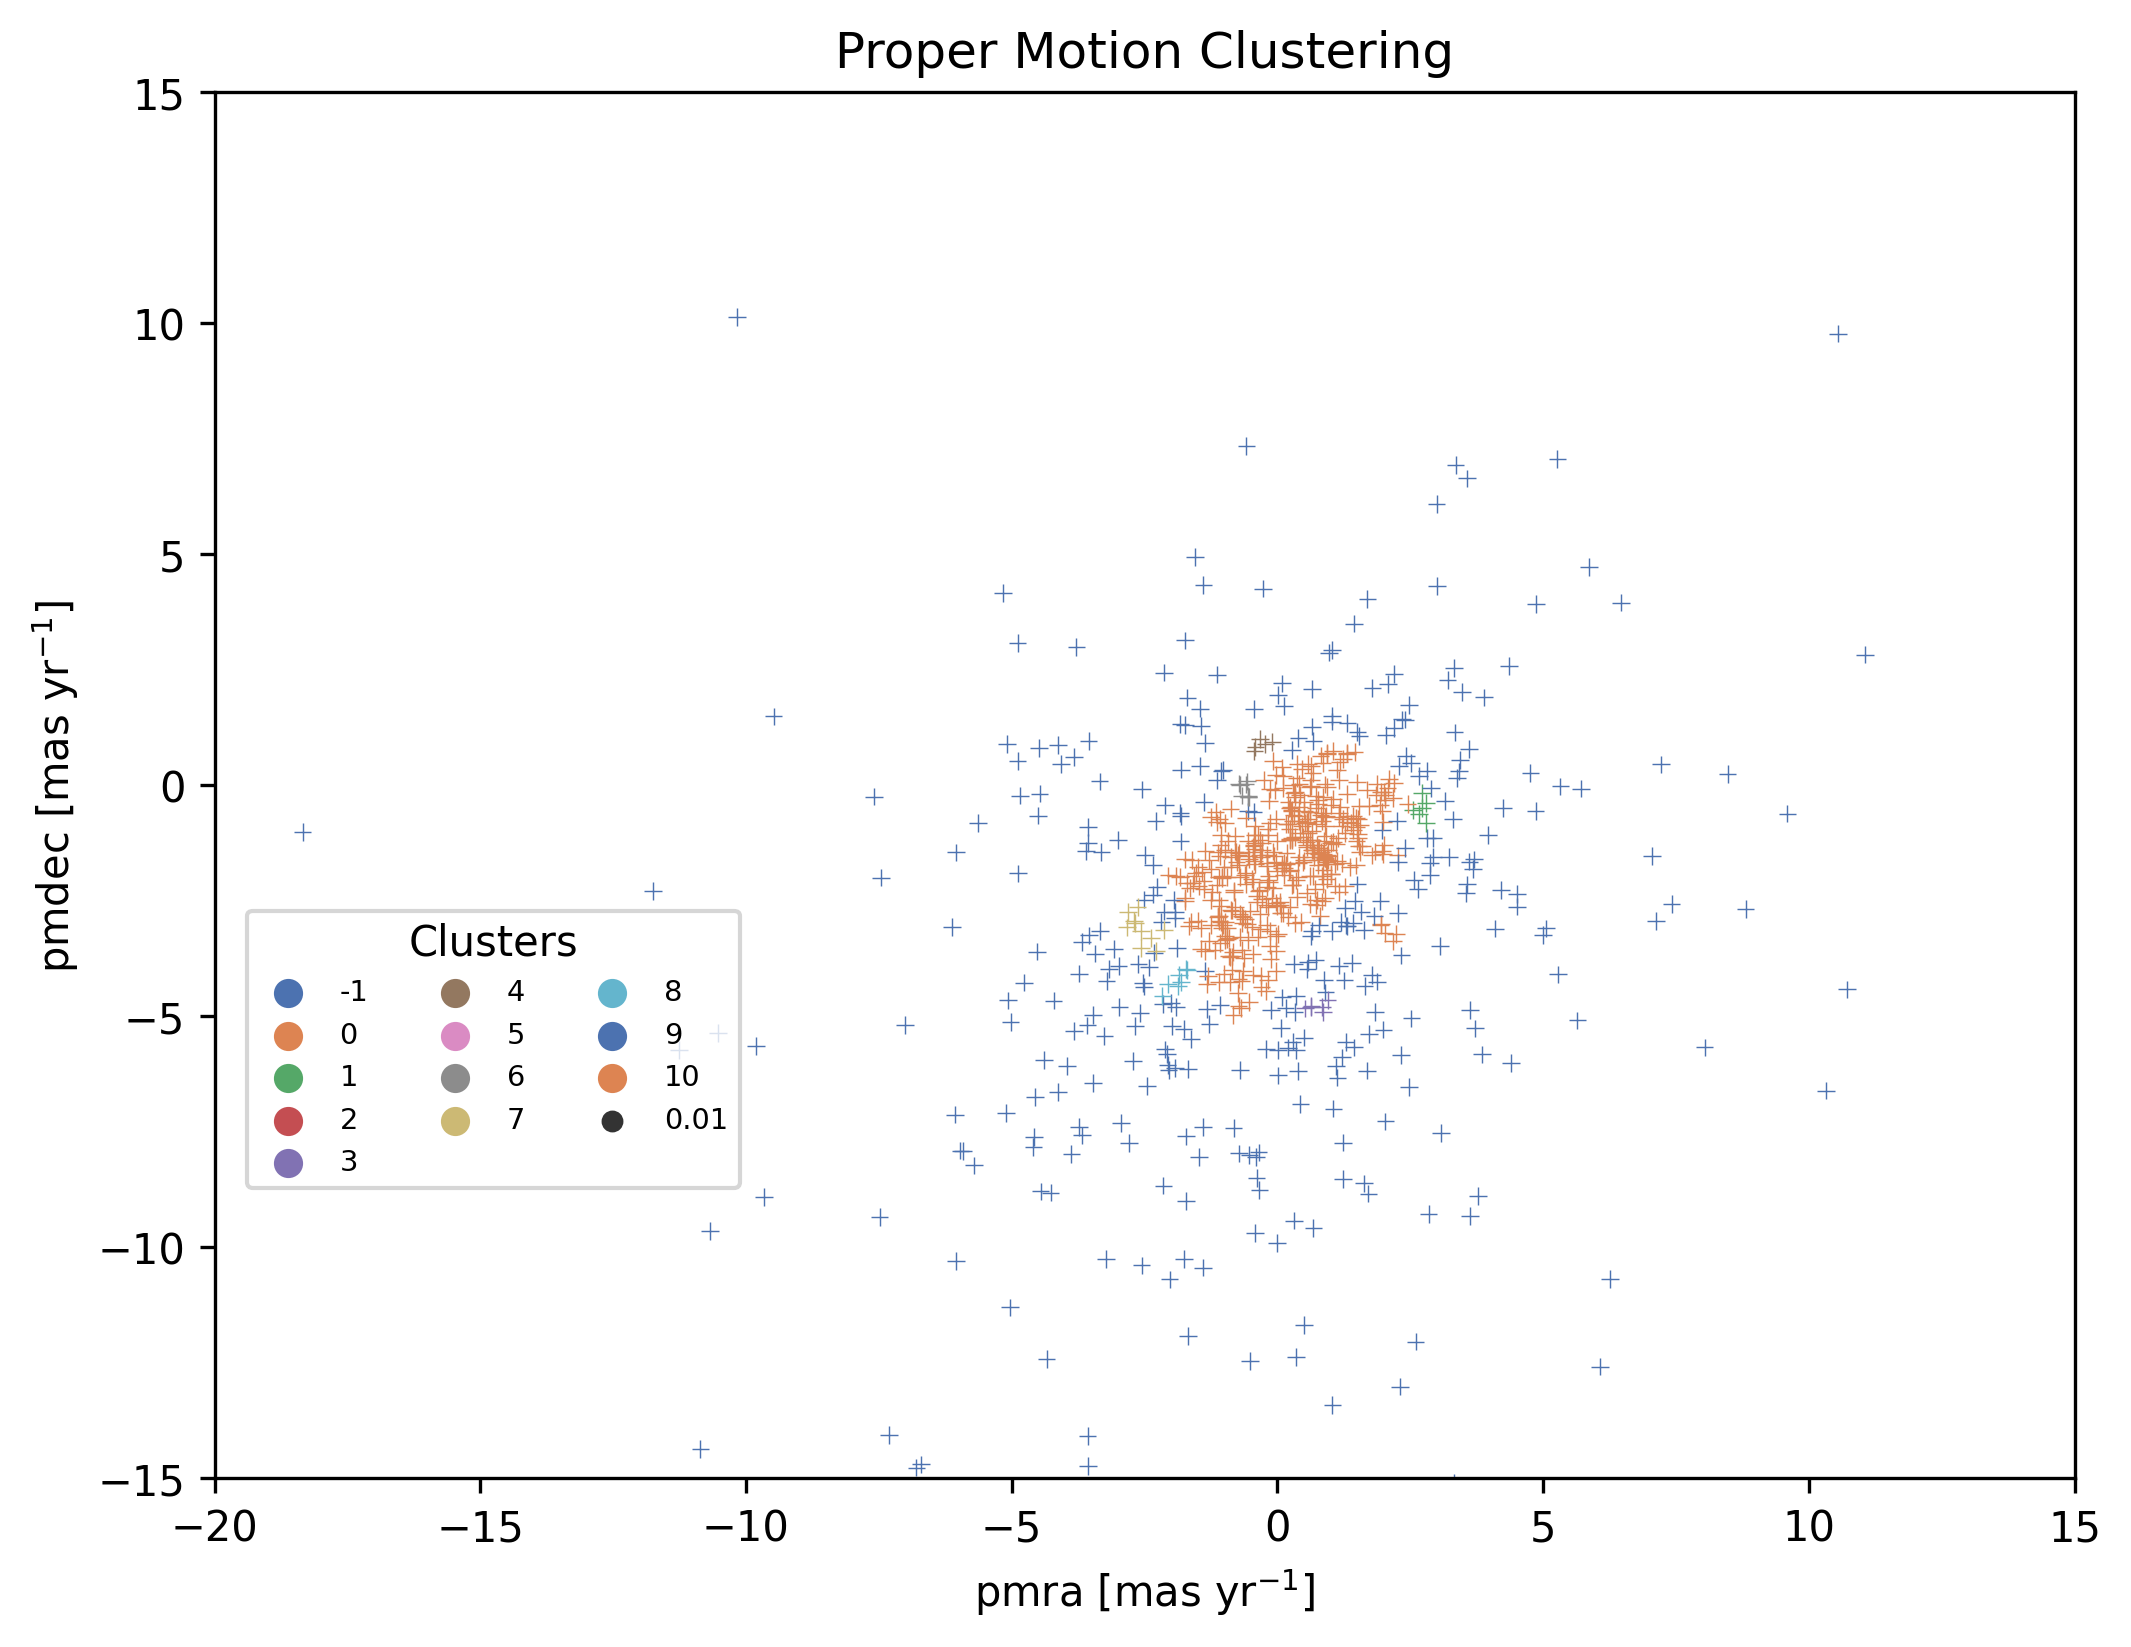 Proper Motion Clustering
15
10
5
0
−5
−10
−15
pmdec [mas yr⁻¹]
Clusters
-1 4 8
0 5 9
1 6 10
2 7 0.01
3
−20 −15 −10 −5 0 5 10 15
pmra [mas yr⁻¹]